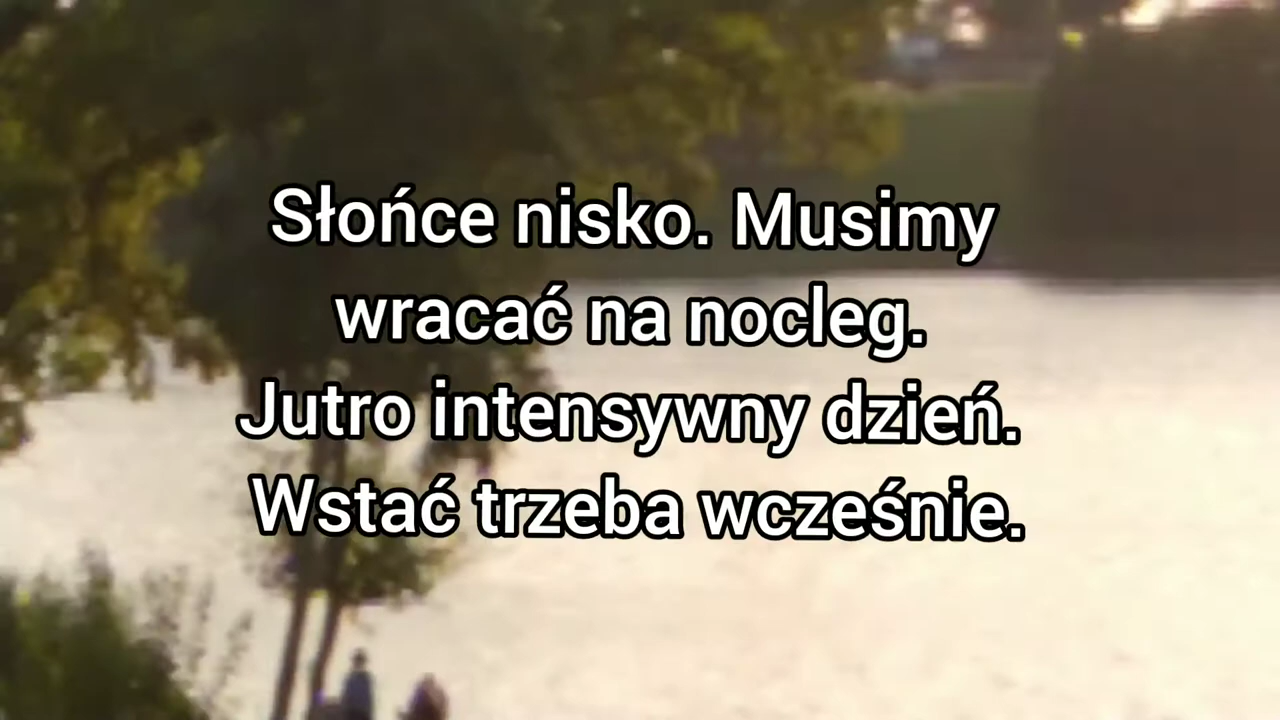 Słońce nisko. Musimy
wracać na nocleg.
Jutro intensywny dzień.
Wstać trzeba wcześnie.